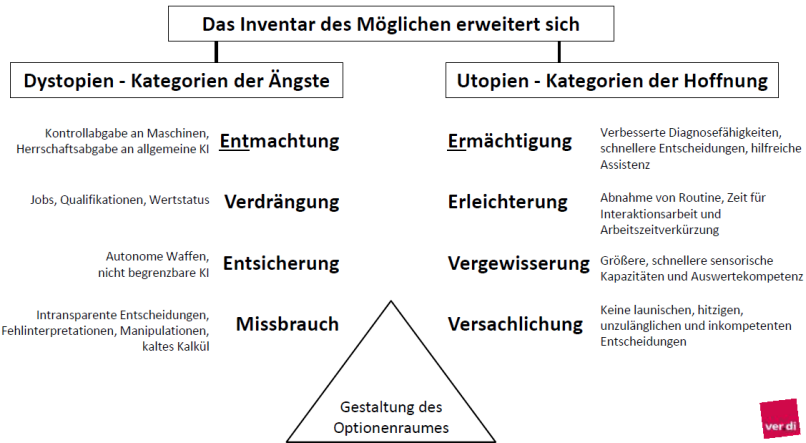 Das Inventar des Möglichen erweitert sich
Dystopien - Kategorien der Ängste
Kontrollabgabe an Maschinen,
Herrschaftsabgabe an allgemeine KI
Entmachtung
Jobs, Qualifikationen, Wertstatus
Verdrängung
Autonome Waffen,
nicht begrenzbare KI
Entsicherung
Intransparente Entscheidungen,
Fehlinterpretationen, Manipulationen,
kaltes Kalkül
Missbrauch
Utopien - Kategorien der Hoffnung
Ermächtigung
Verbesserte Diagnosefähigkeiten,
schnellere Entscheidungen, hilfreiche
Assistenz
Erleichterung
Abnahme von Routine, Zeit für
Interaktionsarbeit und
Arbeitszeitverkürzung
Vergewisserung
Größere, schnellere sensorische
Kapazitäten und Auswertekompetenz
Versachlichung
Keine launischen, hitzigen,
unzulänglichen und inkompetenten
Entscheidungen
Gestaltung des
Optionenraumes
ver di